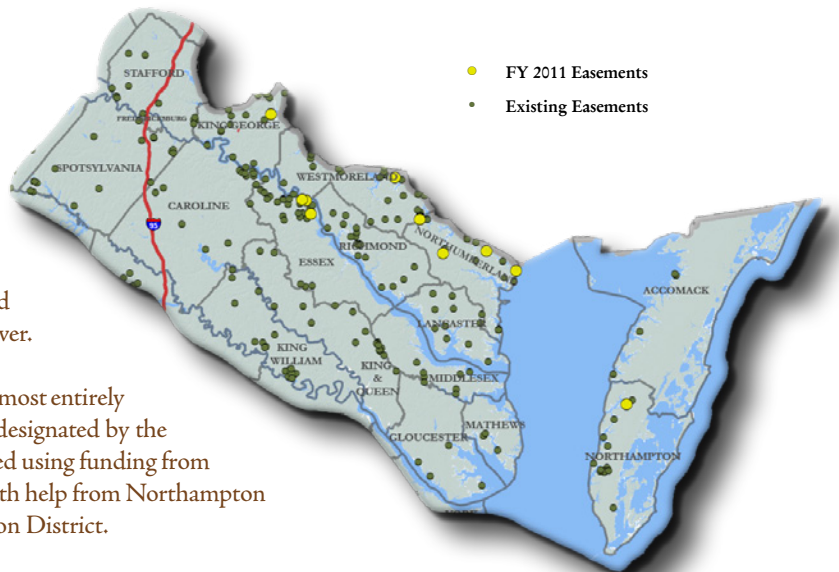 FY 2011 Easements
Existing Easements
STAFFORD
FREDERICKSBURG
KING GEORGE
SPOTSYLVANIA
WESTMORELAND
CAROLINE
95
RICHMOND
NORTHUMBERLAND
ESSEX
ACCOMACK
LANCASTER
KING
WILLIAM
KING
&
QUEEN
MIDDLESEX
GLOUCESTER
MATHEWS
NORTHAMPTON
d
ver.
most entirely
designated by the
ed using funding from
th help from Northampton
on District.